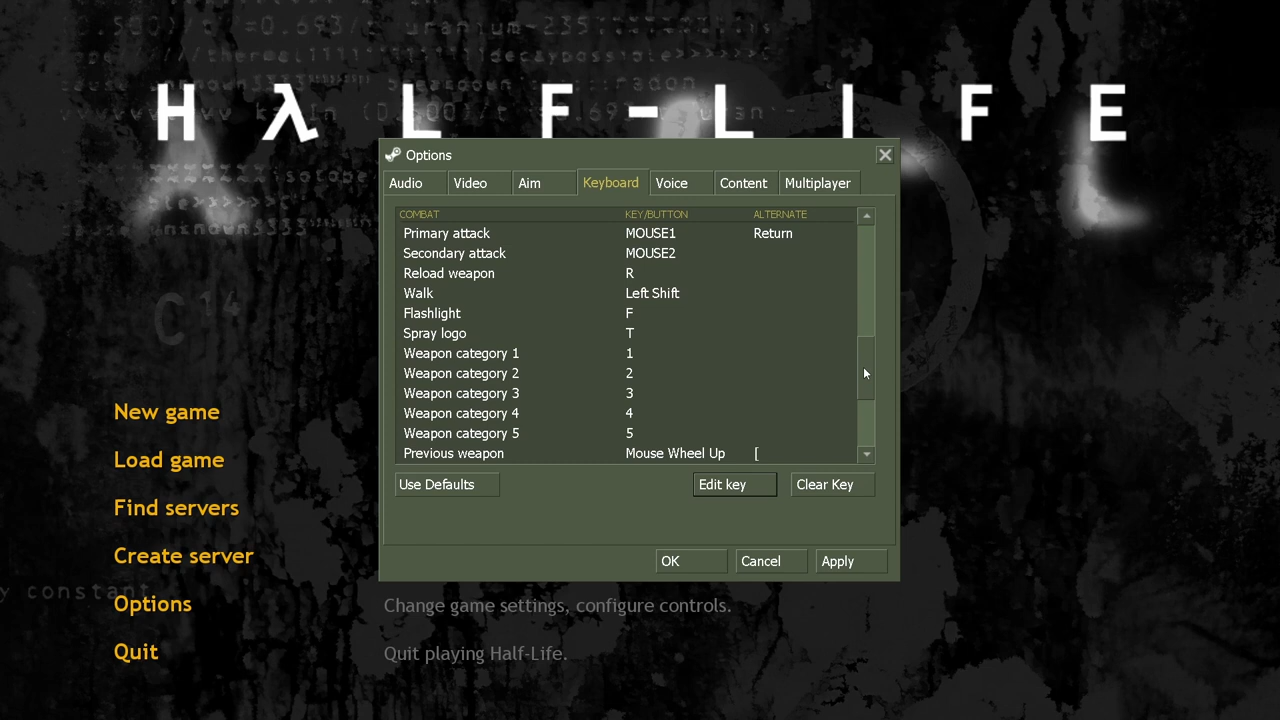 HλLF-LIFE
Options
Audio Video Aim Keyboard Voice Content Multiplayer
COMBAT KEY/BUTTON ALTERNATE
Primary attack MOUSE1 Return
Secondary attack MOUSE2
Reload weapon R
Walk Left Shift
Flashlight F
Spray logo T
Weapon category 1 1
Weapon category 2 2
Weapon category 3 3
Weapon category 4 4
Weapon category 5 5
Previous weapon Mouse Wheel Up [
Use Defaults Edit key Clear Key
OK Cancel Apply
New game
Load game
Find servers
Create server
y constant
Options Change game settings, configure controls.
Quit Quit playing Half-Life.